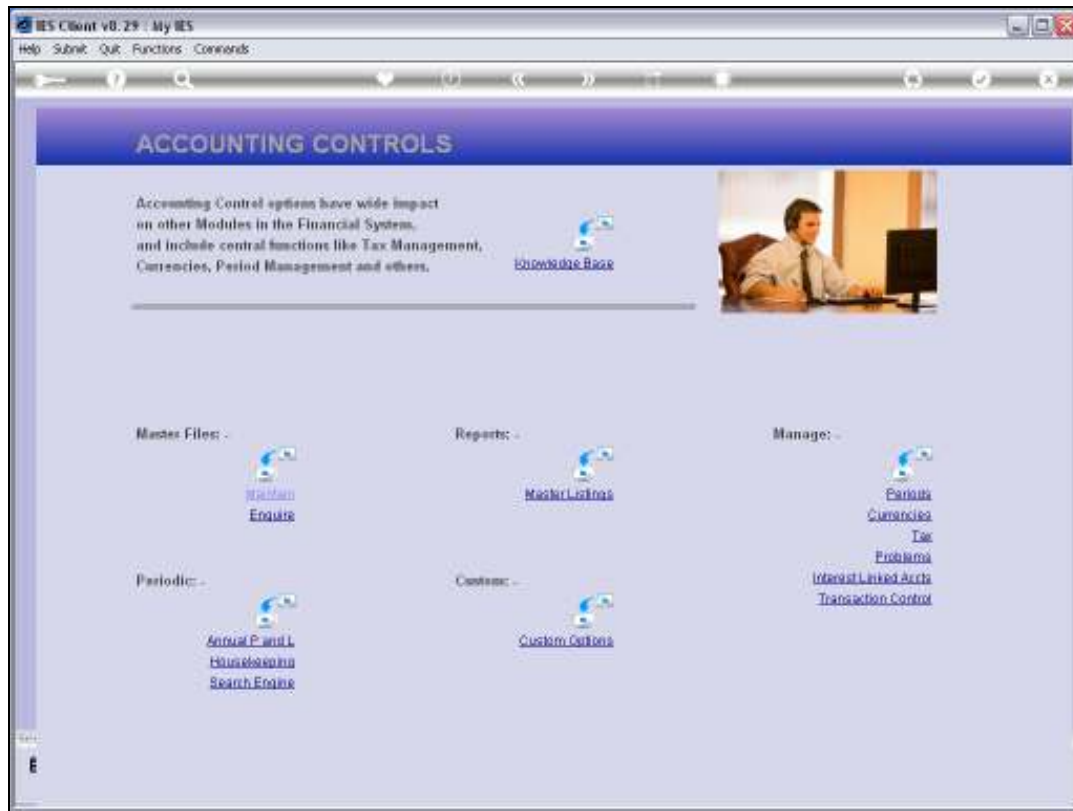 IES Client v8.29 : My IES
Help Submit Quit Functions Commands
ACCOUNTING CONTROLS
Accounting Control options have wide impact
on other Modules in the Financial System,
and include central functions like Tax Management,
Currencies, Period Management and others.
Knowledge Base
Master Files: -
Maintain
Enquire
Reports: -
Master Listings
Manage: -
Periods
Currencies
Tax
Problems
Interest Linked Accts
Transaction Control
Periodic: -
Annual P and L
Housekeeping
Search Engine
Custom: -
Custom Options